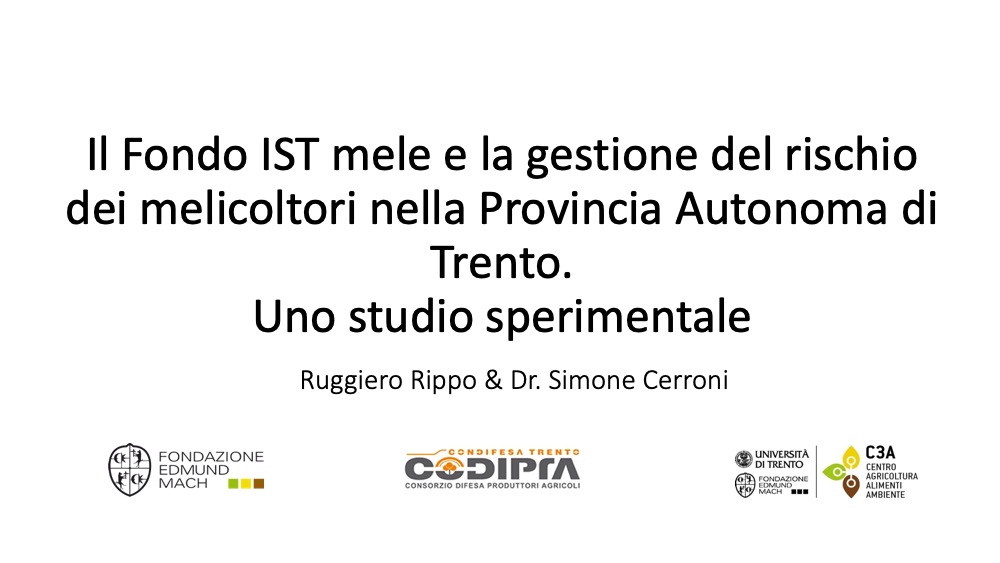 Il Fondo IST mele e la gestione del rischio
dei melicoltori nella Provincia Autonoma di
Trento.
Uno studio sperimentale
Ruggiero Rippo & Dr. Simone Cerroni
FONDAZIONE
EDMUND
MACH
CONDIFESA TRENTO
CODIPRA
CONSORZIO DIFESA PRODUTTORI AGRICOLI
UNIVERSITÀ
DI TRENTO
FONDAZIONE
EDMUND
MACH
C3A
CENTRO
AGRICOLTURA
ALIMENTI
AMBIENTE